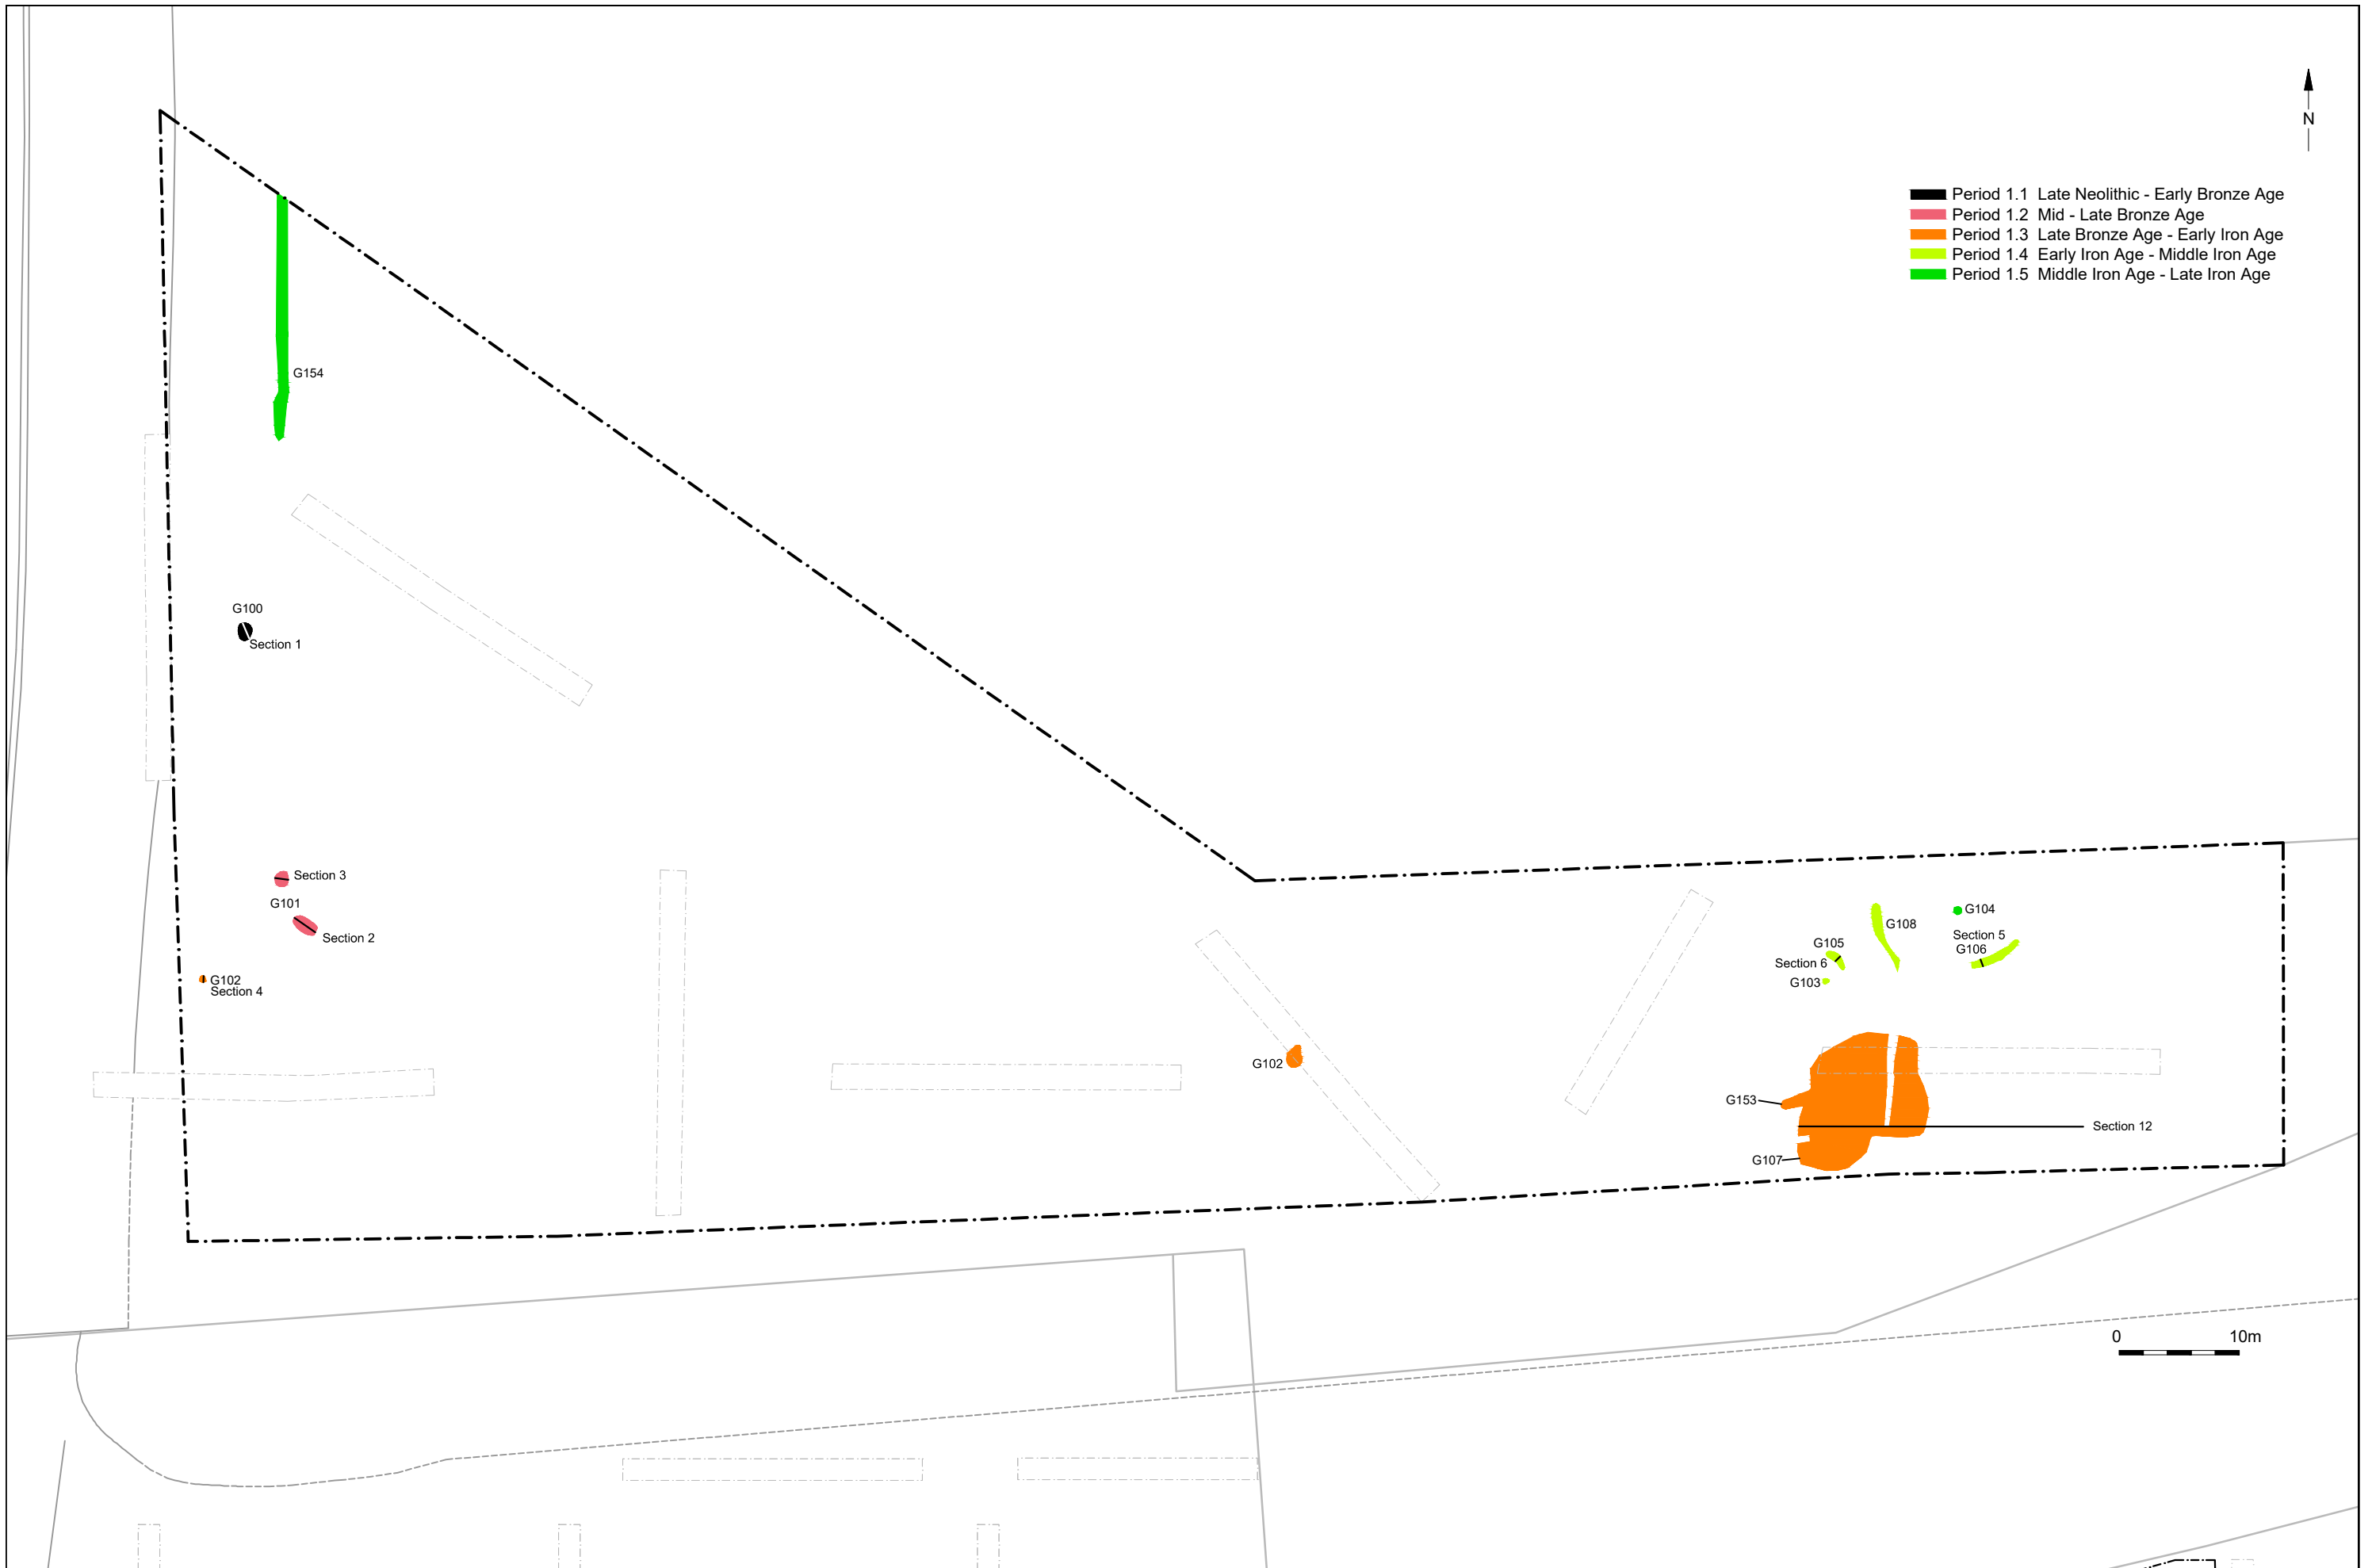 N
Period 1.1 Late Neolithic - Early Bronze Age
Period 1.2 Mid - Late Bronze Age
Period 1.3 Late Bronze Age - Early Iron Age
Period 1.4 Early Iron Age - Middle Iron Age
Period 1.5 Middle Iron Age - Late Iron Age
G154
G100
Section 1
Section 3
G101
Section 2
G102
Section 4
G102
G104
G108
Section 5
G106
G105
Section 6
G103
G153
Section 12
G107
0 10m